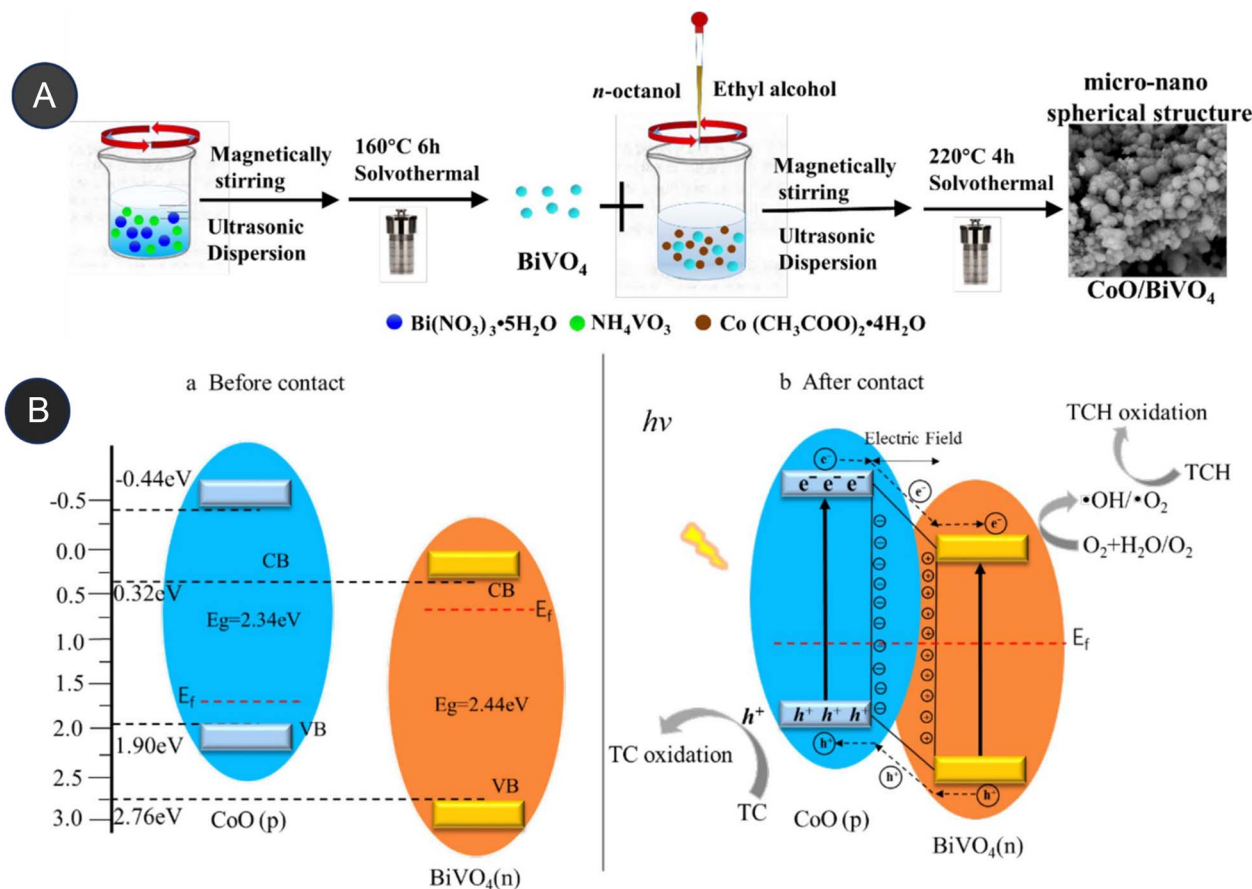 A
n-octanol Ethyl alcohol
micro-nano
spherical structure
Magnetically
stirring
Ultrasonic
Dispersion
160°C 6h
Solvothermal
BiVO₄
+
Magnetically
stirring
Ultrasonic
Dispersion
220°C 4h
Solvothermal
CoO/BiVO₄
Bi(NO₃)₃•5H₂O NH₄VO₃ Co (CH₃COO)₂•4H₂O
B
a Before contact
-0.5
0.0
0.5
1.0
1.5
2.0
2.5
3.0
-0.44eV
0.32eV
1.90eV
2.76eV
CB
Eg=2.34eV
Ef
VB
CoO (p)
CB
Ef
Eg=2.44eV
VB
BiVO₄(n)
b After contact
hv
Electric Field
e⁻
e⁻ e⁻ e⁻
e⁻
e⁻
TCH oxidation
TCH
•OH/•O₂
O₂+H₂O/O₂
Ef
h⁺
h⁺ h⁺ h⁺
h⁺
h⁺
h⁺
TC oxidation
TC
CoO (p)
BiVO₄(n)